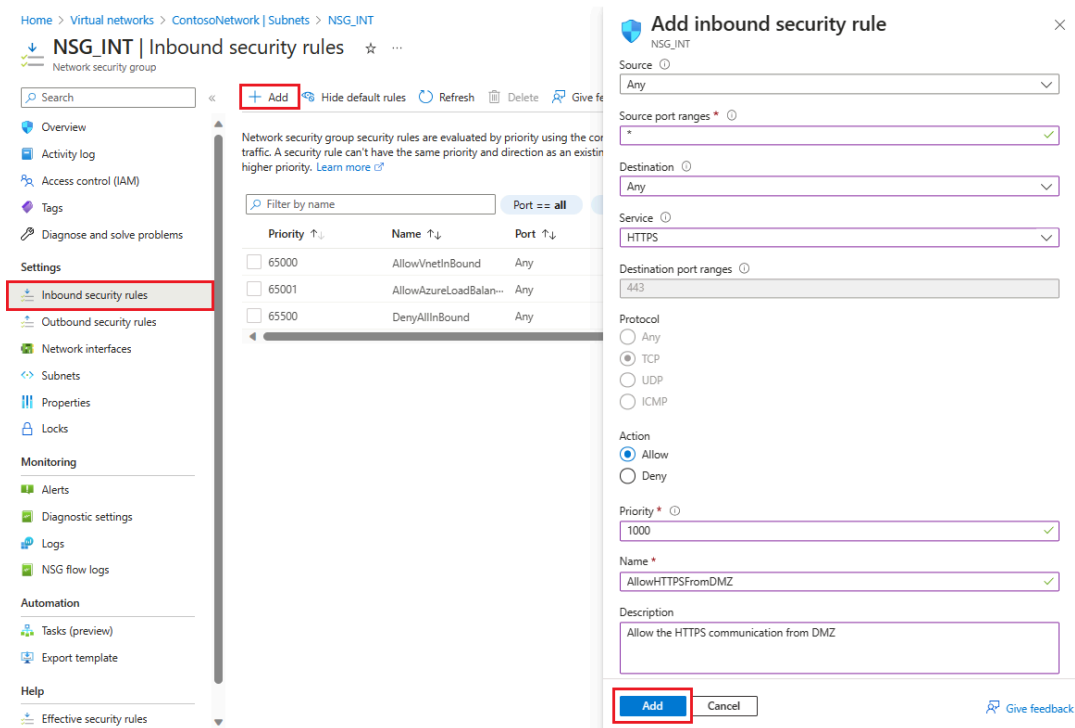 Home > Virtual networks > ContosoNetwork | Subnets > NSG_INT
NSG_INT | Inbound security rules
Network security group
Search
Overview
Activity log
Access control (IAM)
Tags
Diagnose and solve problems
Settings
Inbound security rules
Outbound security rules
Network interfaces
Subnets
Properties
Locks
Monitoring
Alerts
Diagnostic settings
Logs
NSG flow logs
Automation
Tasks (preview)
Export template
Help
Effective security rules
+ Add Hide default rules Refresh Delete Give fe
Network security group security rules are evaluated by priority using the co
traffic. A security rule can't have the same priority and direction as an existin
higher priority. Learn more
Filter by name Port == all
Priority Name Port
65000 AllowVnetInBound Any
65001 AllowAzureLoadBalan... Any
65500 DenyAllInBound Any
Add inbound security rule
NSG_INT
Source
Any
Source port ranges *
*
Destination
Any
Service
HTTPS
Destination port ranges
443
Protocol
Any
TCP
UDP
ICMP
Action
Allow
Deny
Priority *
1000
Name *
AllowHTTPSFromDMZ
Description
Allow the HTTPS communication from DMZ
Add Cancel Give feedback